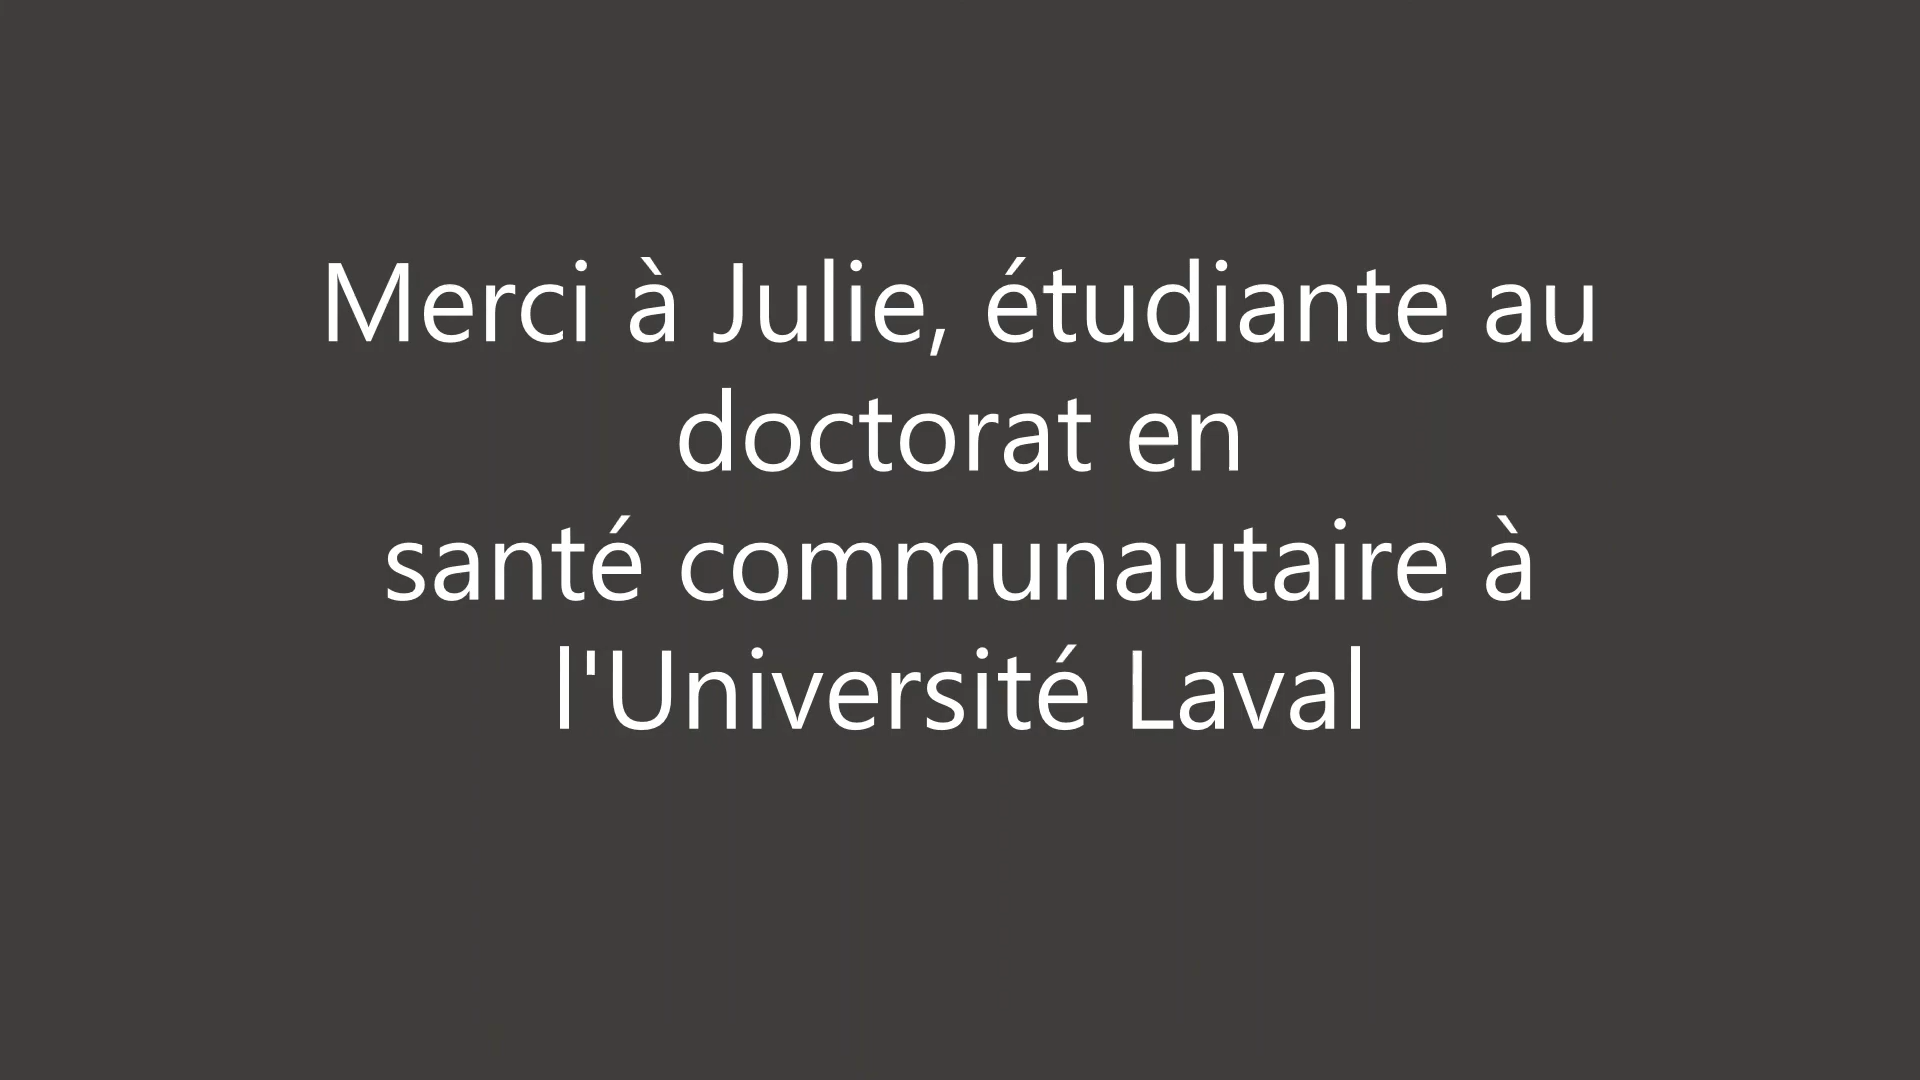 Merci à Julie, étudiante au
doctorat en
santé communautaire à
l'Université Laval